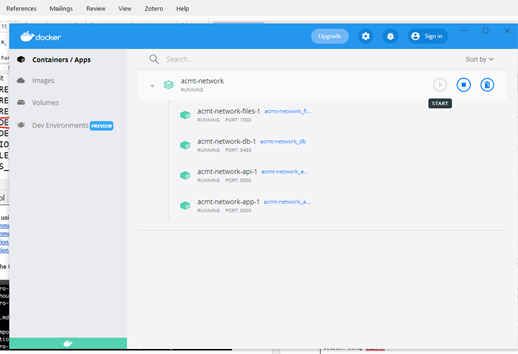 References Mailings Review View Zotero Help
docker
Upgrade
Sign in
Containers / Apps
Images
Volumes
Dev Environments PREVIEW
Search...
Sort by
acmt-network
RUNNING
START
acmt-network-files-1 acmt-network_fi...
RUNNING PORT: 7000
acmt-network-db-1 acmt-network_db
RUNNING PORT: 5433
acmt-network-api-1 acmt-network_a...
RUNNING PORT: 5000
acmt-network-app-1 acmt-network_a...
RUNNING PORT: 8000